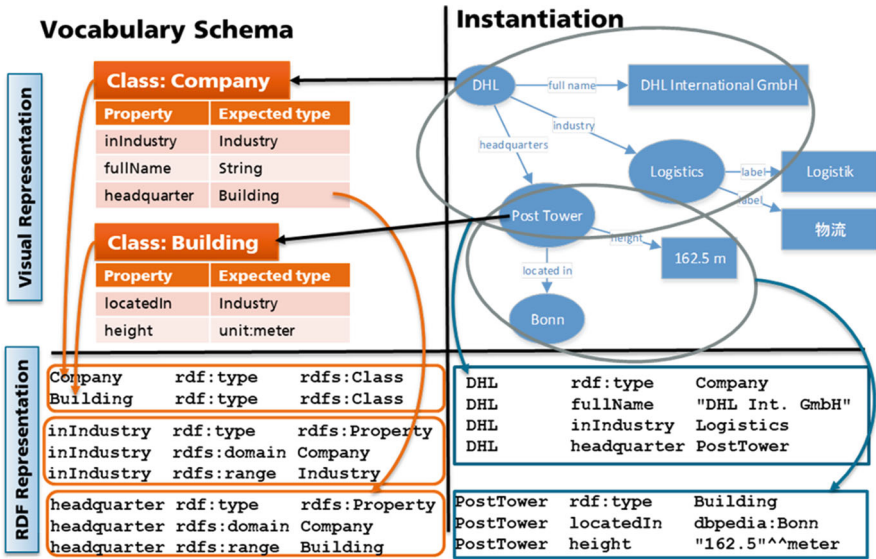 Vocabulary Schema
Instantiation
Visual Representation
Class: Company
Property Expected type
inIndustry Industry
fullName String
headquarter Building
Class: Building
Property Expected type
locatedIn Industry
height unit:meter
DHL
full name
DHL International GmbH
industry
headquarters
Logistics
label
Logistik
label
物流
Post Tower
height
162.5 m
located in
Bonn
RDF Representation
Company rdf:type rdfs:Class
Building rdf:type rdfs:Class
inIndustry rdf:type rdfs:Property
inIndustry rdfs:domain Company
inIndustry rdfs:range Industry
headquarter rdf:type rdfs:Property
headquarter rdfs:domain Company
headquarter rdfs:range Building
DHL rdf:type Company
DHL fullName "DHL Int. GmbH"
DHL inIndustry Logistics
DHL headquarter PostTower
PostTower rdf:type Building
PostTower locatedIn dbpedia:Bonn
PostTower height "162.5"^^meter